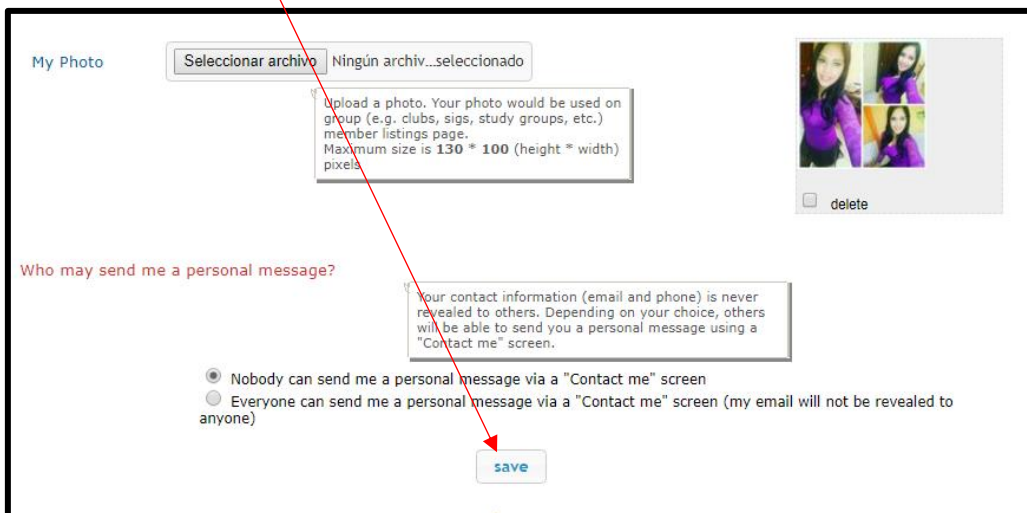 My Photo
Seleccionar archivo Ningún archiv...seleccionado
Upload a photo. Your photo would be used on
group (e.g. clubs, sigs, study groups, etc.)
member listings page.
Maximum size is 130 * 100 (height * width)
pixels
delete
Who may send me a personal message?
Your contact information (email and phone) is never
revealed to others. Depending on your choice, others
will be able to send you a personal message using a
"Contact me" screen.
Nobody can send me a personal message via a "Contact me" screen
Everyone can send me a personal message via a "Contact me" screen (my email will not be revealed to
anyone)
save